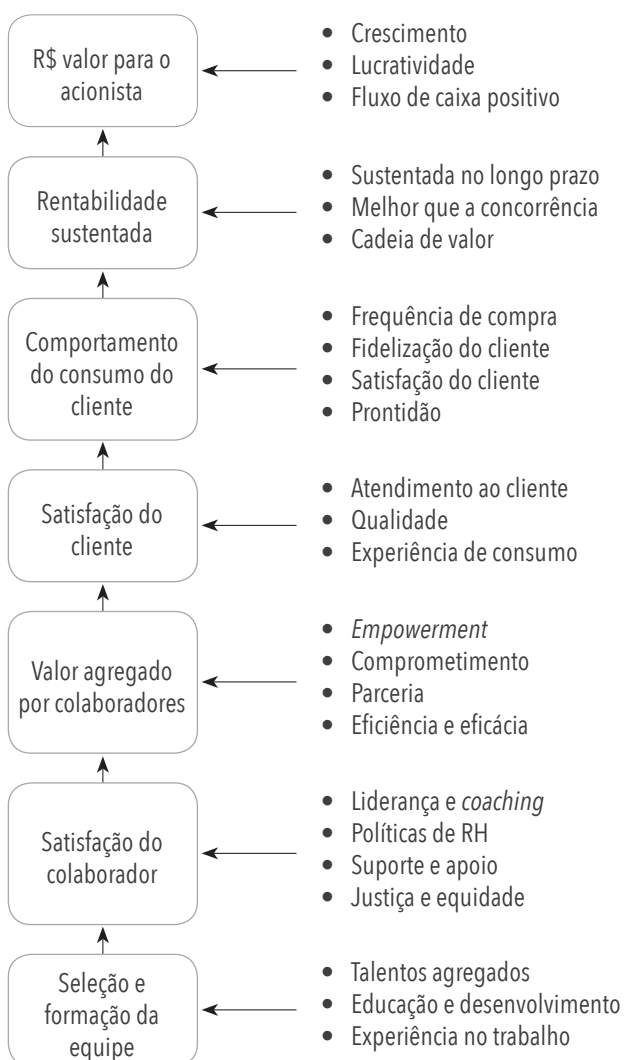 R$ valor para o
acionista
• Crescimento
• Lucratividade
• Fluxo de caixa positivo
Rentabilidade
sustentada
• Sustentada no longo prazo
• Melhor que a concorrência
• Cadeia de valor
Comportamento
do consumo do
cliente
• Frequência de compra
• Fidelização do cliente
• Satisfação do cliente
• Prontidão
Satisfação do
cliente
• Atendimento ao cliente
• Qualidade
• Experiência de consumo
Valor agregado
por colaboradores
• Empowerment
• Comprometimento
• Parceria
• Eficiência e eficácia
Satisfação do
colaborador
• Liderança e coaching
• Políticas de RH
• Suporte e apoio
• Justiça e equidade
Seleção e
formação da
equipe
• Talentos agregados
• Educação e desenvolvimento
• Experiência no trabalho